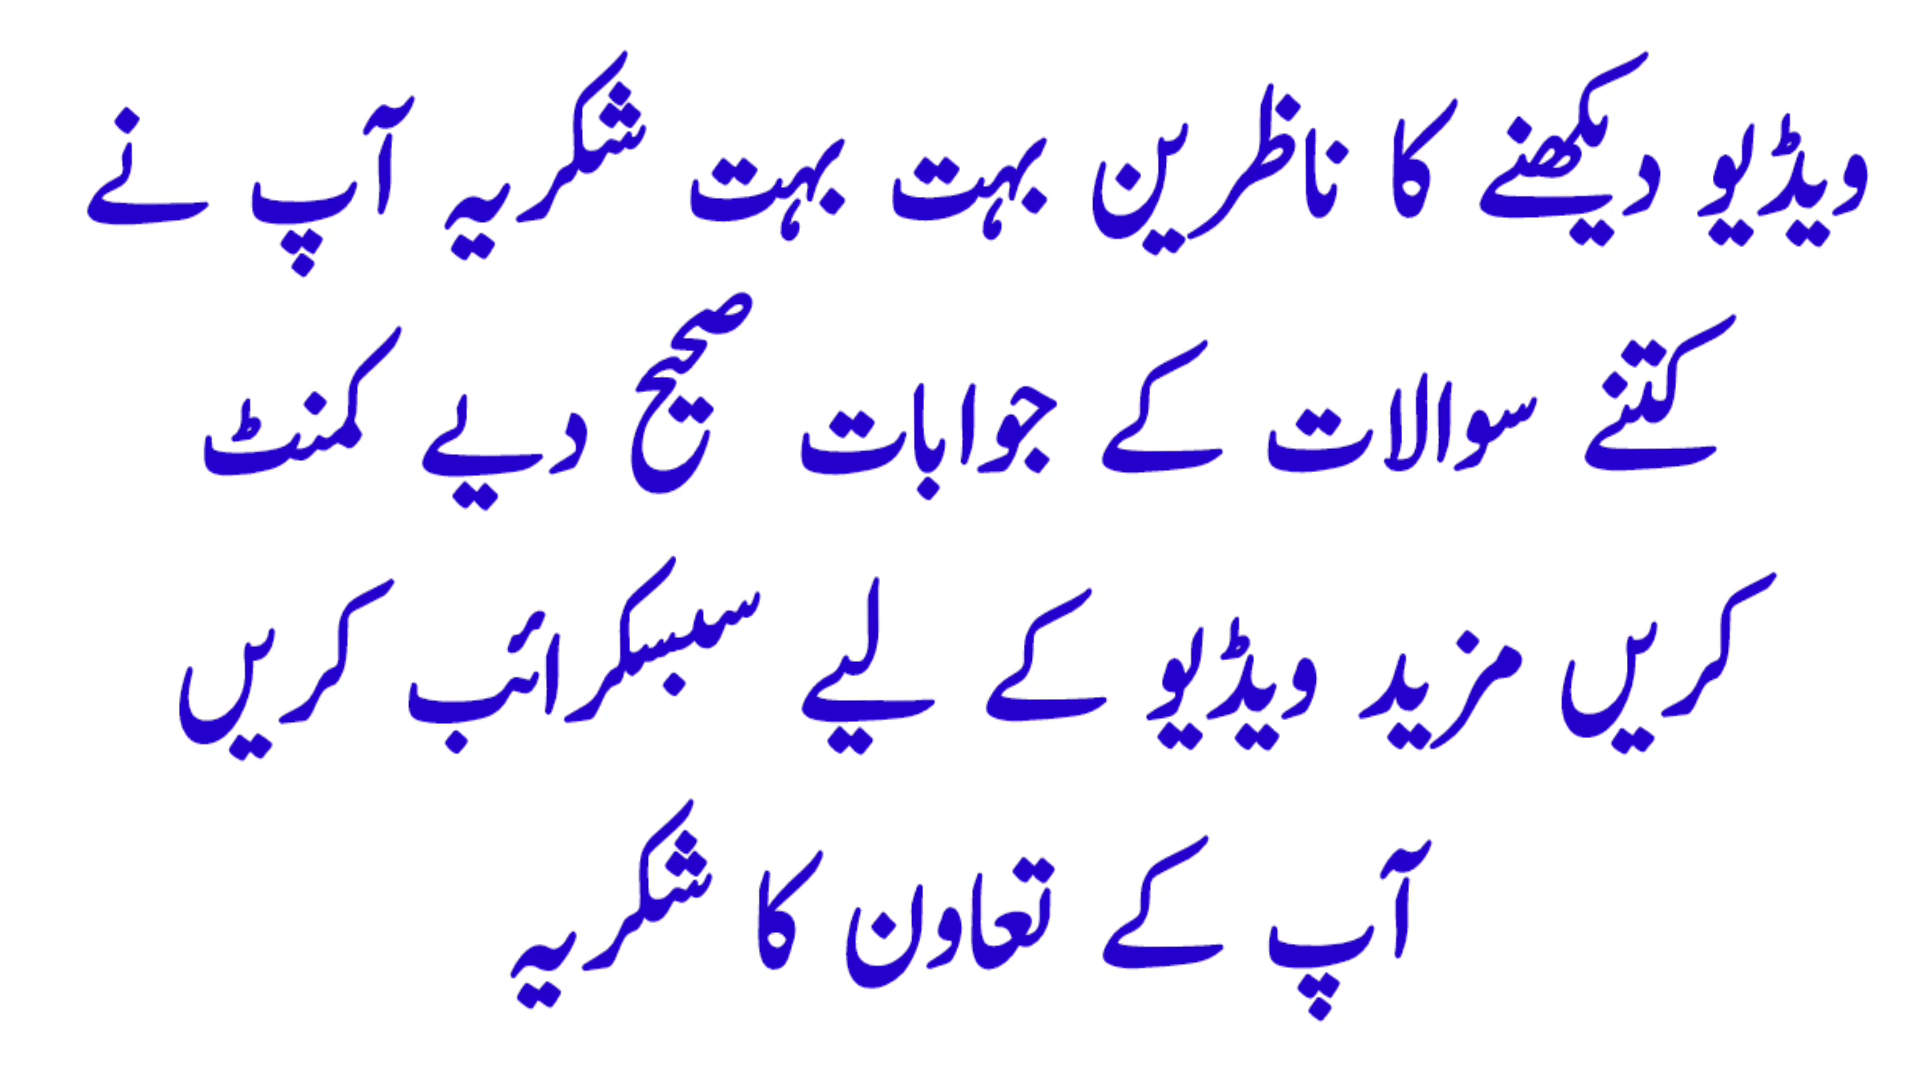 ویڈیو دیکھنے کا ناظرین بہت بہت شکریہ آپ نے
کتنے سوالات کے جوابات صحیح دیے کمنٹ
کریں مزید ویڈیو کے لیے سبسکرائب کریں
آپ کے تعاون کا شکریہ